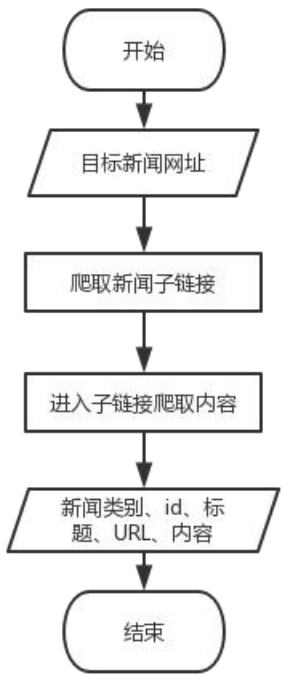 开始
目标新闻网址
爬取新闻子链接
进入子链接爬取内容
新闻类别、id、标
题、URL、内容
结束